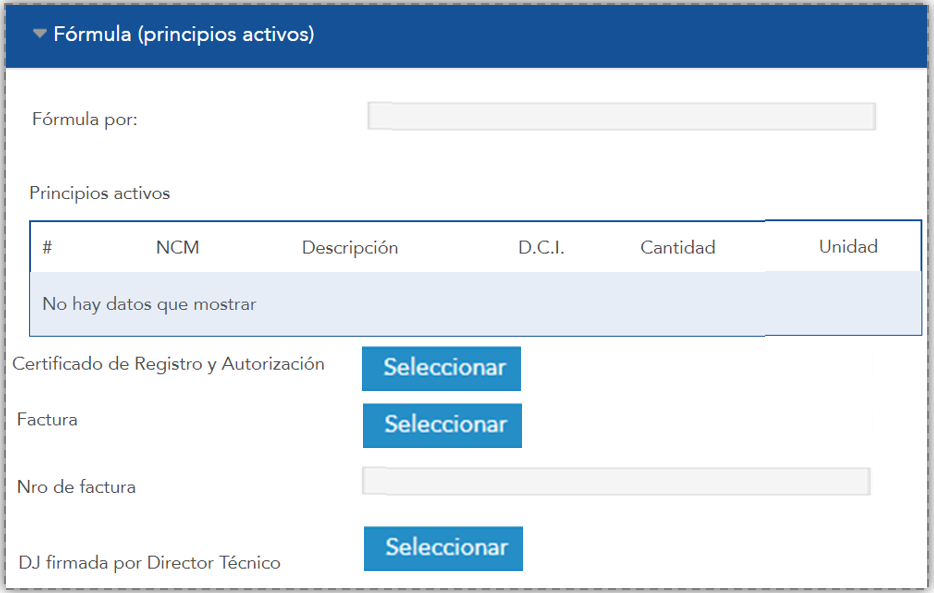 Fórmula (principios activos)
Fórmula por:
Principios activos
# NCM Descripción D.C.I. Cantidad Unidad
No hay datos que mostrar
Certificado de Registro y Autorización Seleccionar
Factura Seleccionar
Nro de factura
DJ firmada por Director Técnico Seleccionar